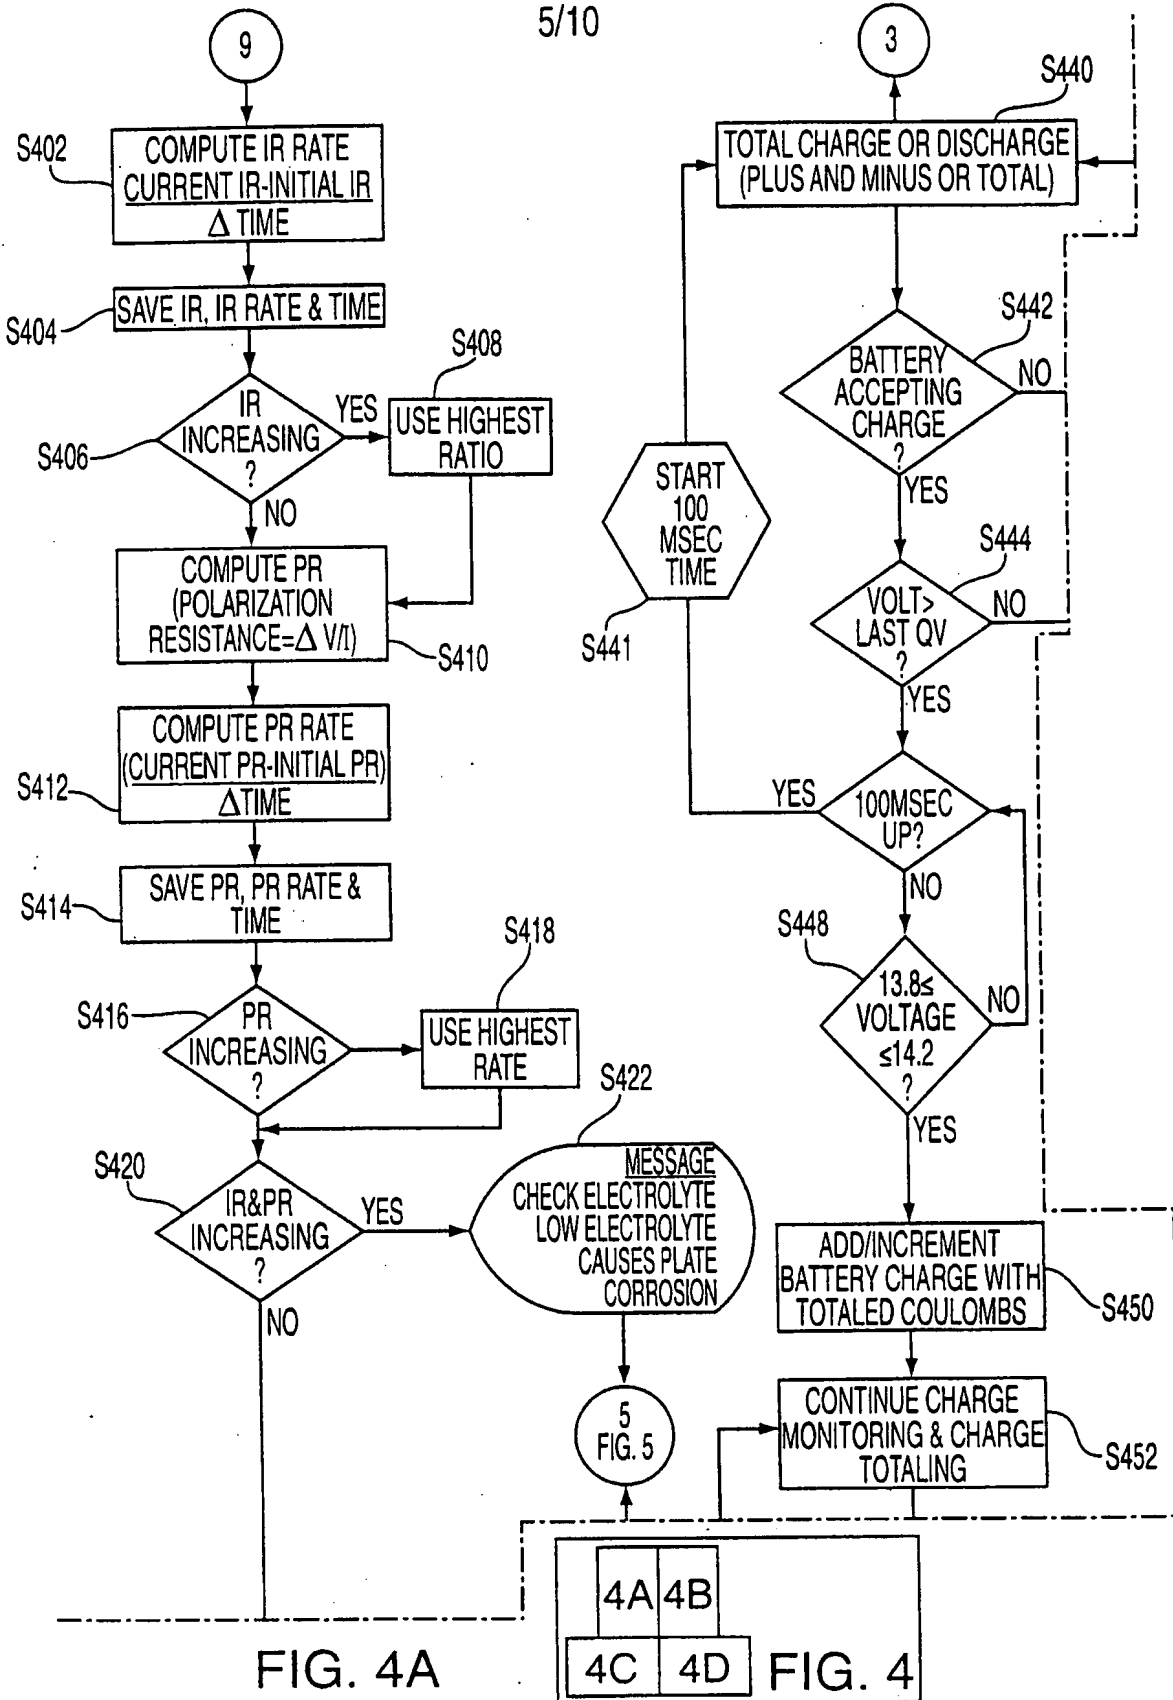 5/10
9
S402
COMPUTE IR RATE
CURRENT IR-INITIAL IR
Δ TIME
S404
SAVE IR, IR RATE & TIME
S406
IR
INCREASING
?
YES
NO
S408
USE HIGHEST
RATIO
COMPUTE PR
(POLARIZATION
RESISTANCE=Δ V/I)
S410
COMPUTE PR RATE
(CURRENT PR-INITIAL PR)
ΔTIME
S412
SAVE PR, PR RATE &
TIME
S414
S416
PR
INCREASING
?
S418
USE HIGHEST
RATE
S420
IR&PR
INCREASING
?
YES
NO
S422
MESSAGE
CHECK ELECTROLYTE
LOW ELECTROLYTE
CAUSES PLATE
CORROSION
5
FIG. 5
3
S440
TOTAL CHARGE OR DISCHARGE
(PLUS AND MINUS OR TOTAL)
S442
BATTERY
ACCEPTING
CHARGE
?
NO
YES
START
100
MSEC
TIME
S441
S444
VOLT>
LAST QV
?
NO
YES
100MSEC
UP?
YES
NO
S448
13.8≤
VOLTAGE
≤14.2
?
NO
YES
ADD/INCREMENT
BATTERY CHARGE WITH
TOTALED COULOMBS
S450
CONTINUE CHARGE
MONITORING & CHARGE
TOTALING
S452
FIG. 4A
4A 4B
4C 4D
FIG. 4